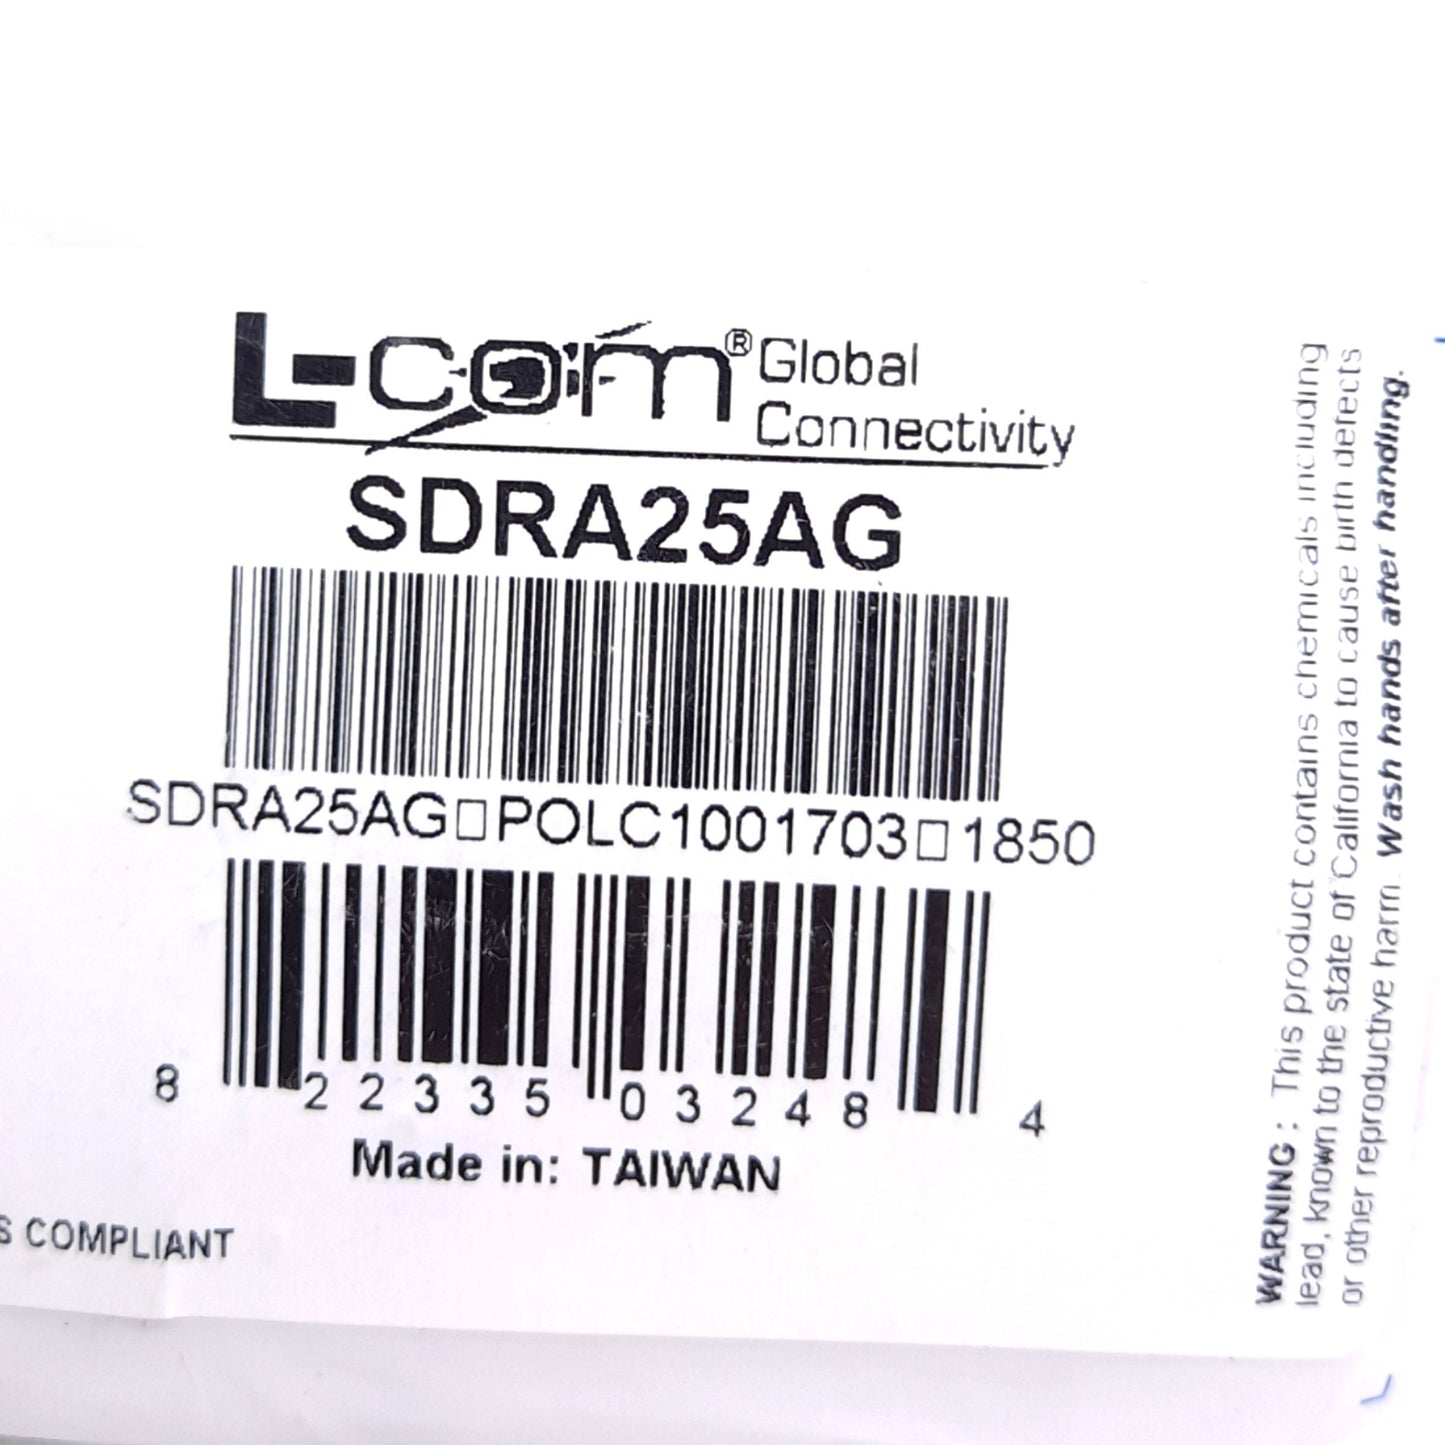 L-com® Global
Connectivity
SDRA25AG
SDRA25AG□POLC1001703□1850
8 22335 03248 4
Made in: TAIWAN
S COMPLIANT
WARNING : This product contains chemicals including
lead, known to the state of California to cause birth defects
or other reproductive harm. Wash hands after handling.